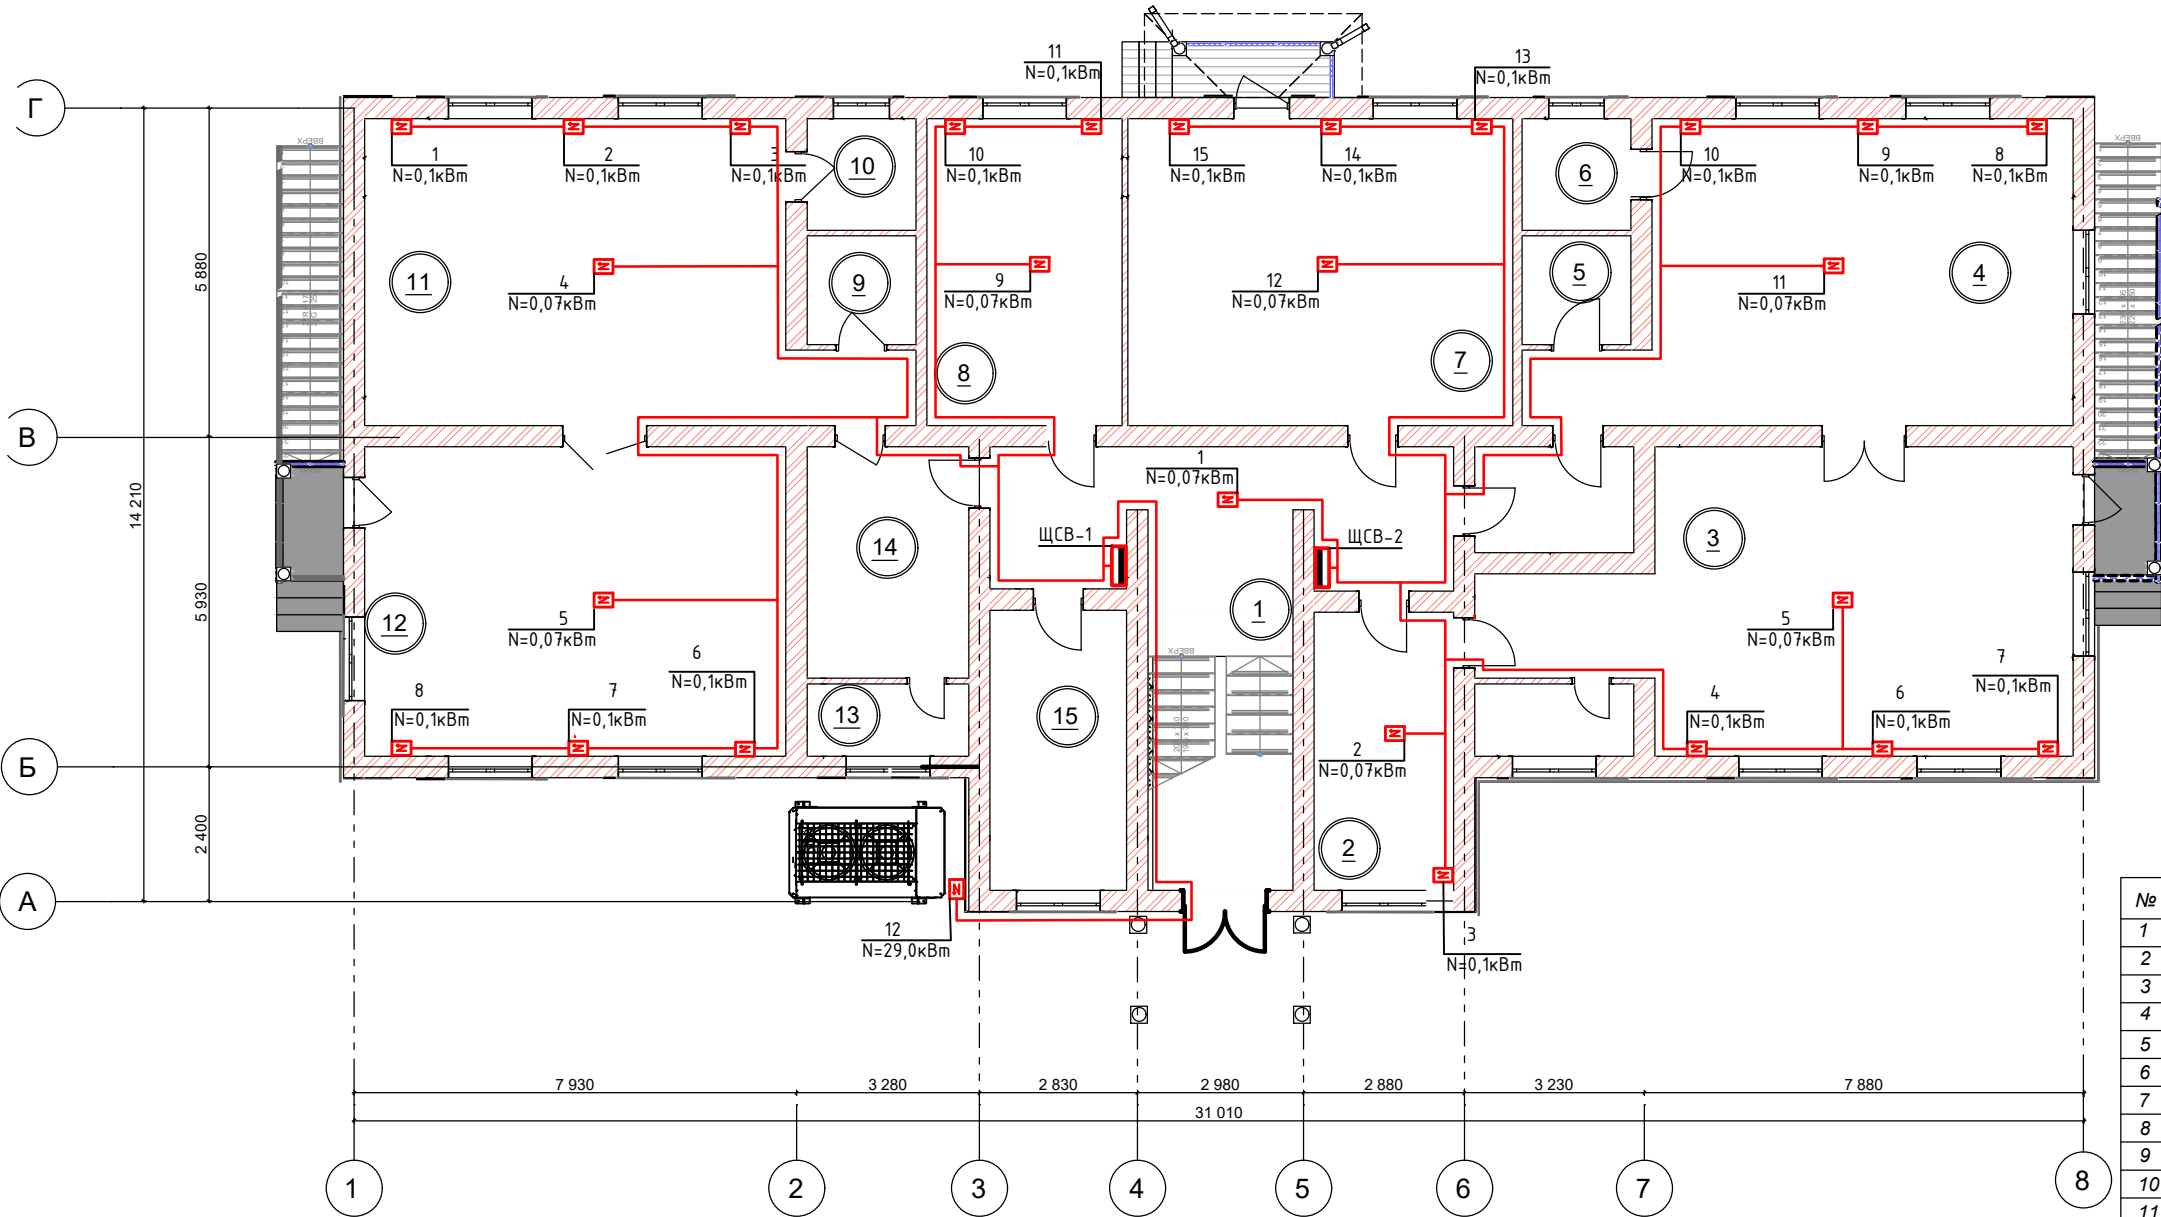 11
N=0,1кВт
13
N=0,1кВт
Г
ВВЕРХ
ВВЕРХ
1
N=0,1кВт
2
N=0,1кВт
3
N=0,1кВт
10
10
N=0,1кВт
15
N=0,1кВт
14
N=0,1кВт
6
10
N=0,1кВт
9
N=0,1кВт
8
N=0,1кВт
5 880
11
4
N=0,07кВт
9
9
N=0,07кВт
12
N=0,07кВт
5
11
N=0,07кВт
4
8
7
В
14 210
1
N=0,07кВт
ЩСВ-1
ЩСВ-2
14
3
5 930
12
5
N=0,07кВт
1
5
N=0,07кВт
6
N=0,1кВт
ВВЕРХ
7
N=0,1кВт
8
N=0,1кВт
7
N=0,1кВт
13
15
4
N=0,1кВт
6
N=0,1кВт
2
N=0,07кВт
Б
2 400
2
А
12
N=29,0кВт
3
N=0,1кВт
№
1
2
3
4
5
6
7
8
9
10
11
7 930
3 280
2 830
2 980
2 880
3 230
7 880
31 010
1
2
3
4
5
6
7
8